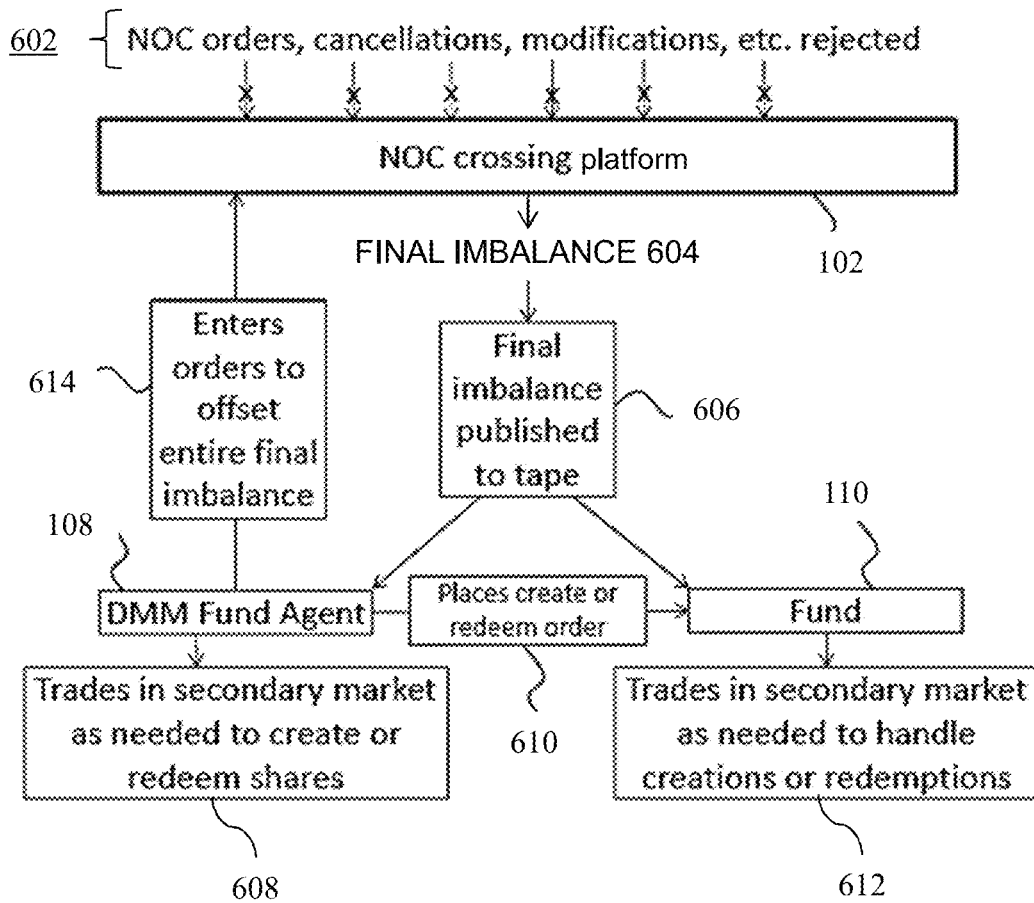 602 NOC orders, cancellations, modifications, etc. rejected
NOC crossing platform
102
FINAL IMBALANCE 604
Enters
orders to
offset
entire final
imbalance
614
Final
imbalance
published
to tape
606
108
110
DMM Fund Agent
Places create or
redeem order
Fund
610
Trades in secondary market
as needed to create or
redeem shares
Trades in secondary market
as needed to handle
creations or redemptions
608
612